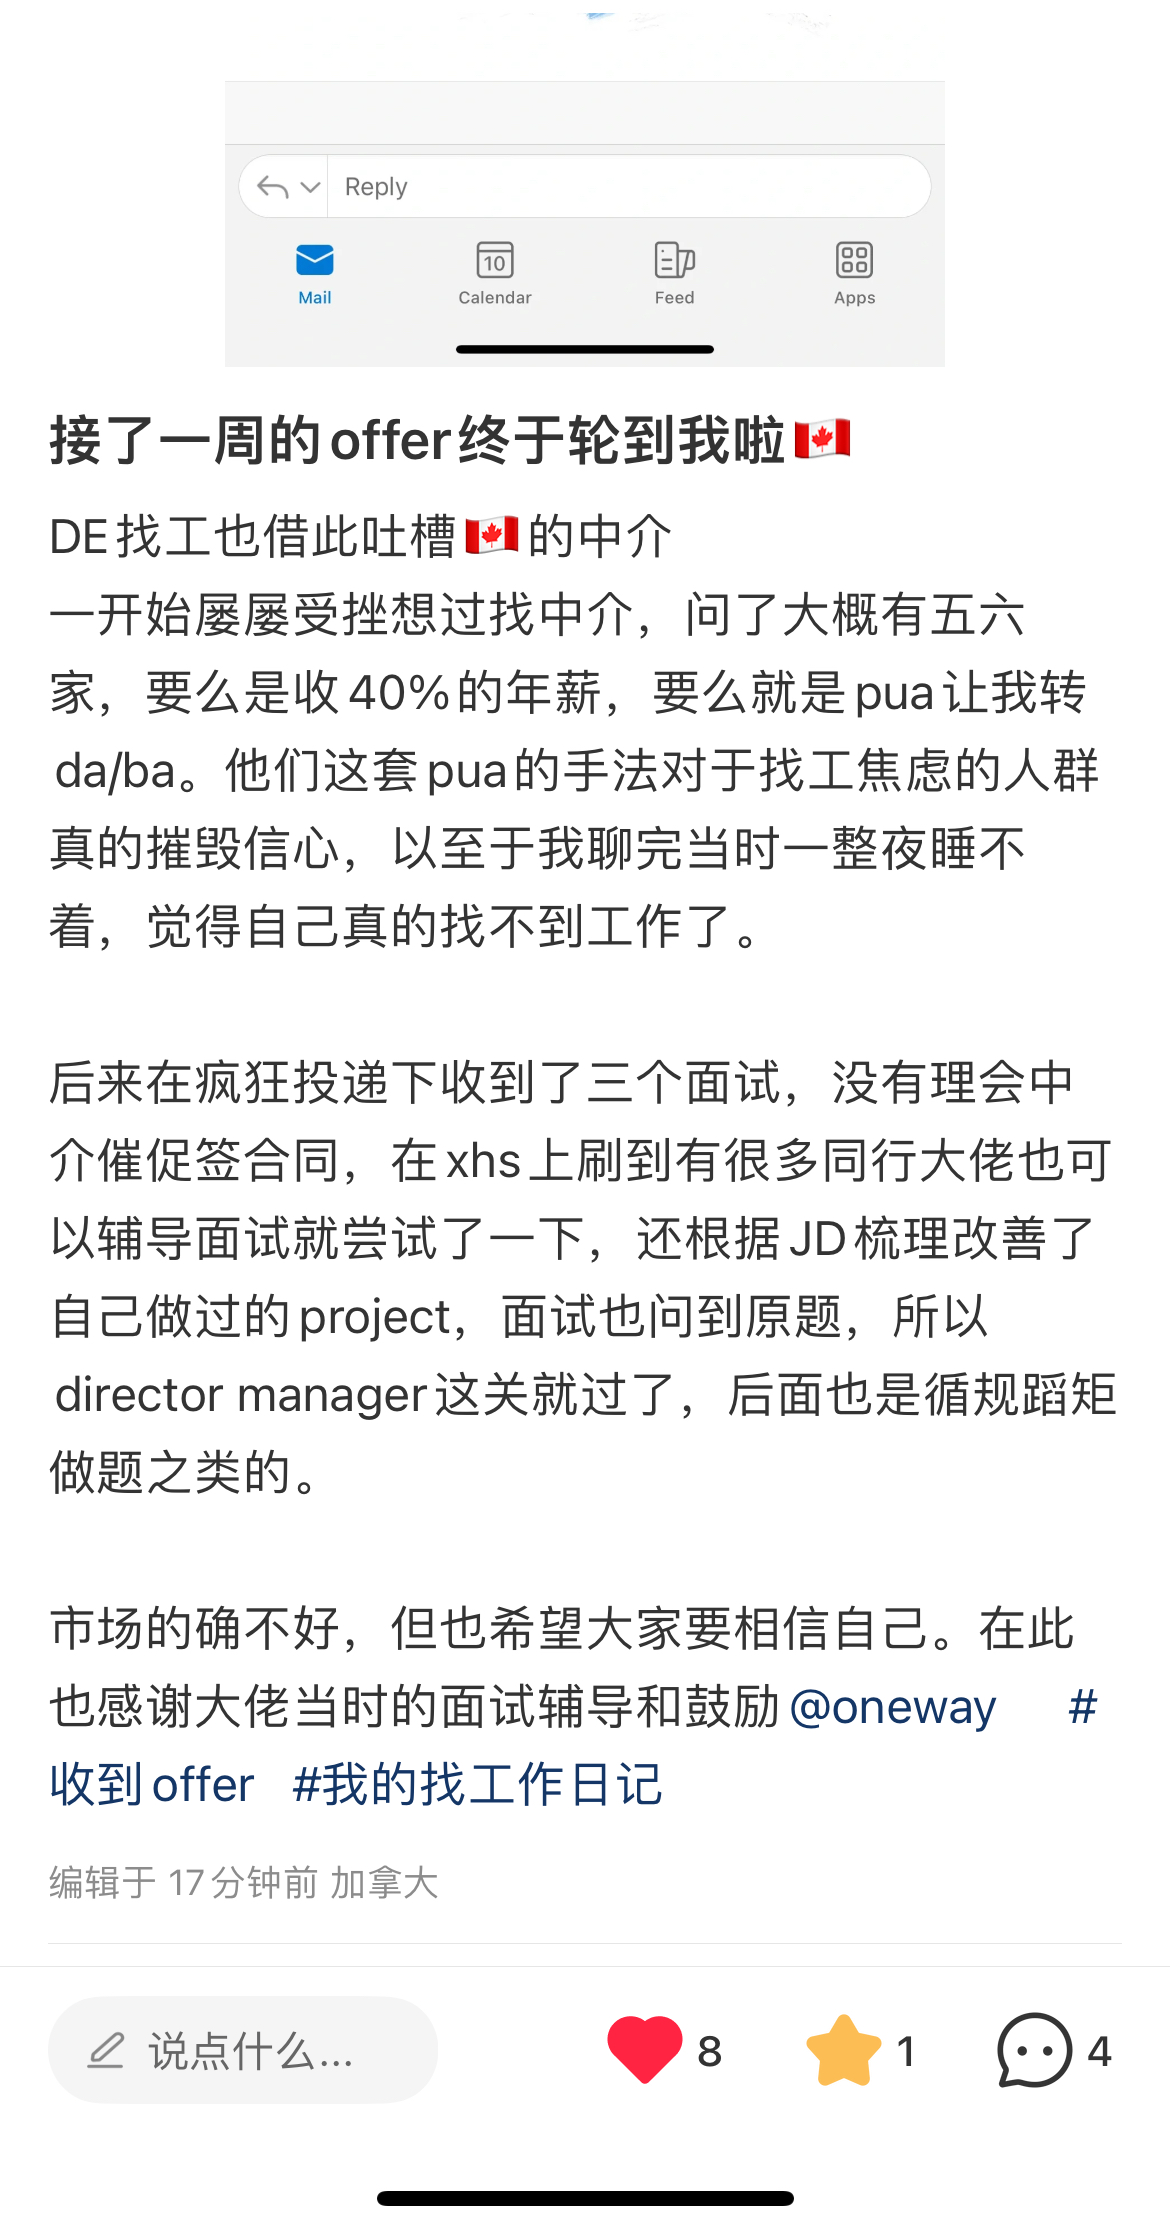 Reply
10
Mail Calendar Feed Apps
接了一周的offer终于轮到我啦🇨🇦
DE找工也借此吐槽🇨🇦的中介
一开始屡屡受挫想过找中介，问了大概有五六
家，要么是收40%的年薪，要么就是pua让我转
da/ba。他们这套pua的手法对于找工焦虑的人群
真的摧毁信心，以至于我聊完当时一整夜睡不
着，觉得自己真的找不到工作了。
后来在疯狂投递下收到了三个面试，没有理会中
介催促签合同，在xhs上刷到有很多同行大佬也可
以辅导面试就尝试了一下，还根据JD梳理改善了
自己做过的project，面试也问到原题，所以
director manager这关就过了，后面也是循规蹈矩
做题之类的。
市场的确不好，但也希望大家要相信自己。在此
也感谢大佬当时的面试辅导和鼓励@oneway #
收到offer #我的找工作日记
编辑于 17分钟前 加拿大
说点什么... 8 1 4